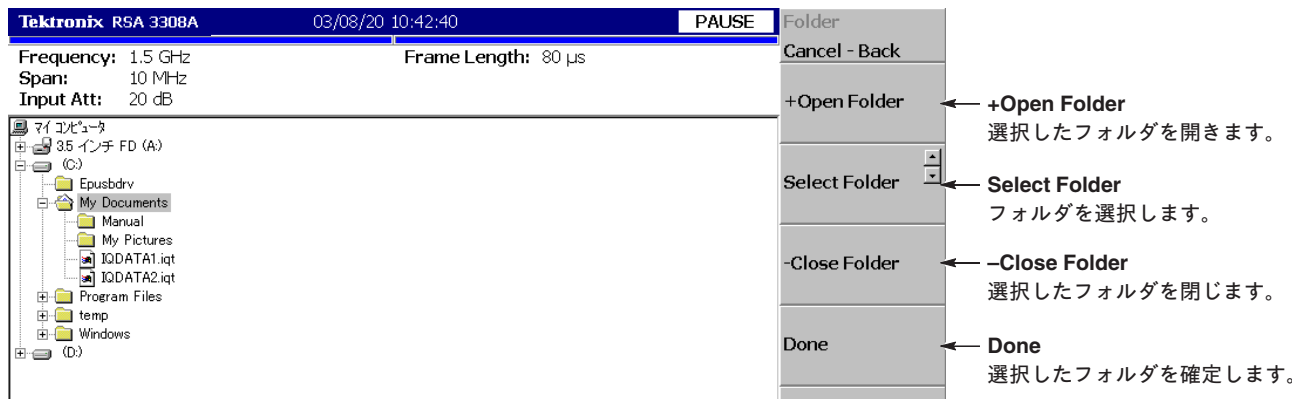 Tektronix RSA 3308A 03/08/20 10:42:40 PAUSE
Frequency: 1.5 GHz Frame Length: 80 µs
Span: 10 MHz
Input Att: 20 dB
マイ コンピュータ
3.5 インチ FD (A:)
(C:)
Epusbdrv
My Documents
Manual
My Pictures
IQDATA1.iqt
IQDATA2.iqt
Program Files
temp
Windows
(D:)
Folder
Cancel - Back
+Open Folder
Select Folder
-Close Folder
Done
+Open Folder
選択したフォルダを開きます。
Select Folder
フォルダを選択します。
–Close Folder
選択したフォルダを閉じます。
Done
選択したフォルダを確定します。